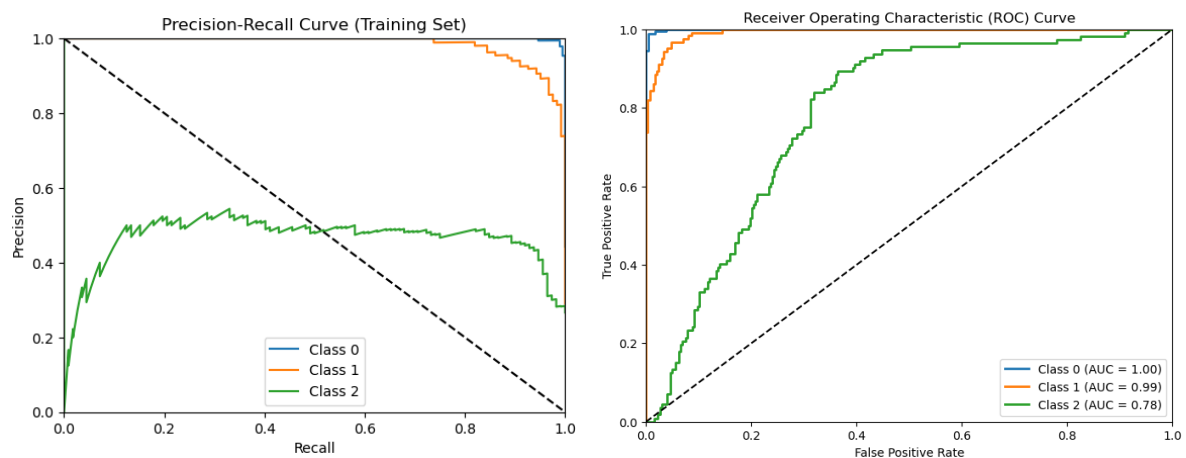 Precision-Recall Curve (Training Set)
1.0
0.8
0.6
0.4
0.2
0.0
Precision
0.0 0.2 0.4 0.6 0.8 1.0
Recall
Class 0
Class 1
Class 2
Receiver Operating Characteristic (ROC) Curve
1.0
0.8
0.6
0.4
0.2
0.0
True Positive Rate
0.0 0.2 0.4 0.6 0.8 1.0
False Positive Rate
Class 0 (AUC = 1.00)
Class 1 (AUC = 0.99)
Class 2 (AUC = 0.78)